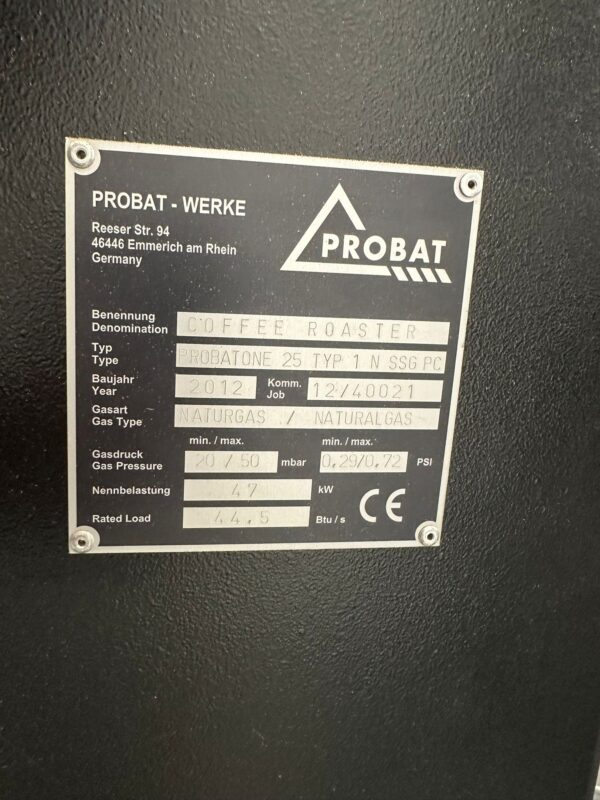 PROBAT - WERKE
Reeser Str. 94
46446 Emmerich am Rhein
Germany
PROBAT
Benennung
Denomination COFFEE ROASTER
Typ
Type PROBATONE 25 TYP 1 N SSG PC
Baujahr Komm.
Year 2012 Job 12/40021
Gasart
Gas Type NATURGAS / NATURALGAS
min. / max. min. / max.
Gasdruck
Gas Pressure 20 / 50 mbar 0,29/0,72 PSI
Nennbelastung 47 kW
Rated Load 44,5 Btu / s
CE